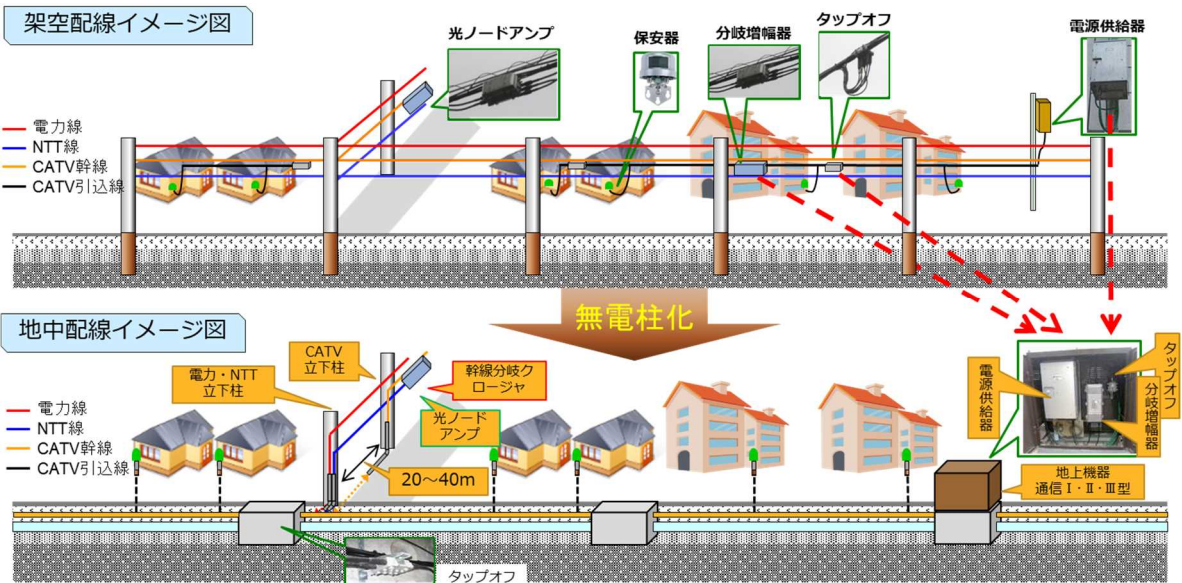 架空配線イメージ図
光ノードアンプ
保安器
分岐増幅器
タップオフ
電源供給器
電力線
NTT線
CATV幹線
CATV引込線
無電柱化
地中配線イメージ図
電力・NTT
立下柱
CATV
立下柱
幹線分岐ク
ロージャ
光ノード
アンプ
20～40m
電力線
NTT線
CATV幹線
CATV引込線
電源供給器
タップオフ
分岐増幅器
地上機器
通信Ⅰ・Ⅱ・Ⅲ型
タップオフ